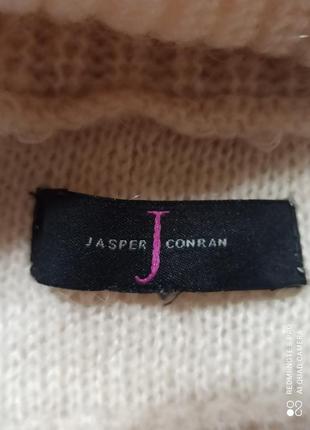 JASPER J CONRAN
REDMI NOTE 8 PRO
AI QUAD CAMERA